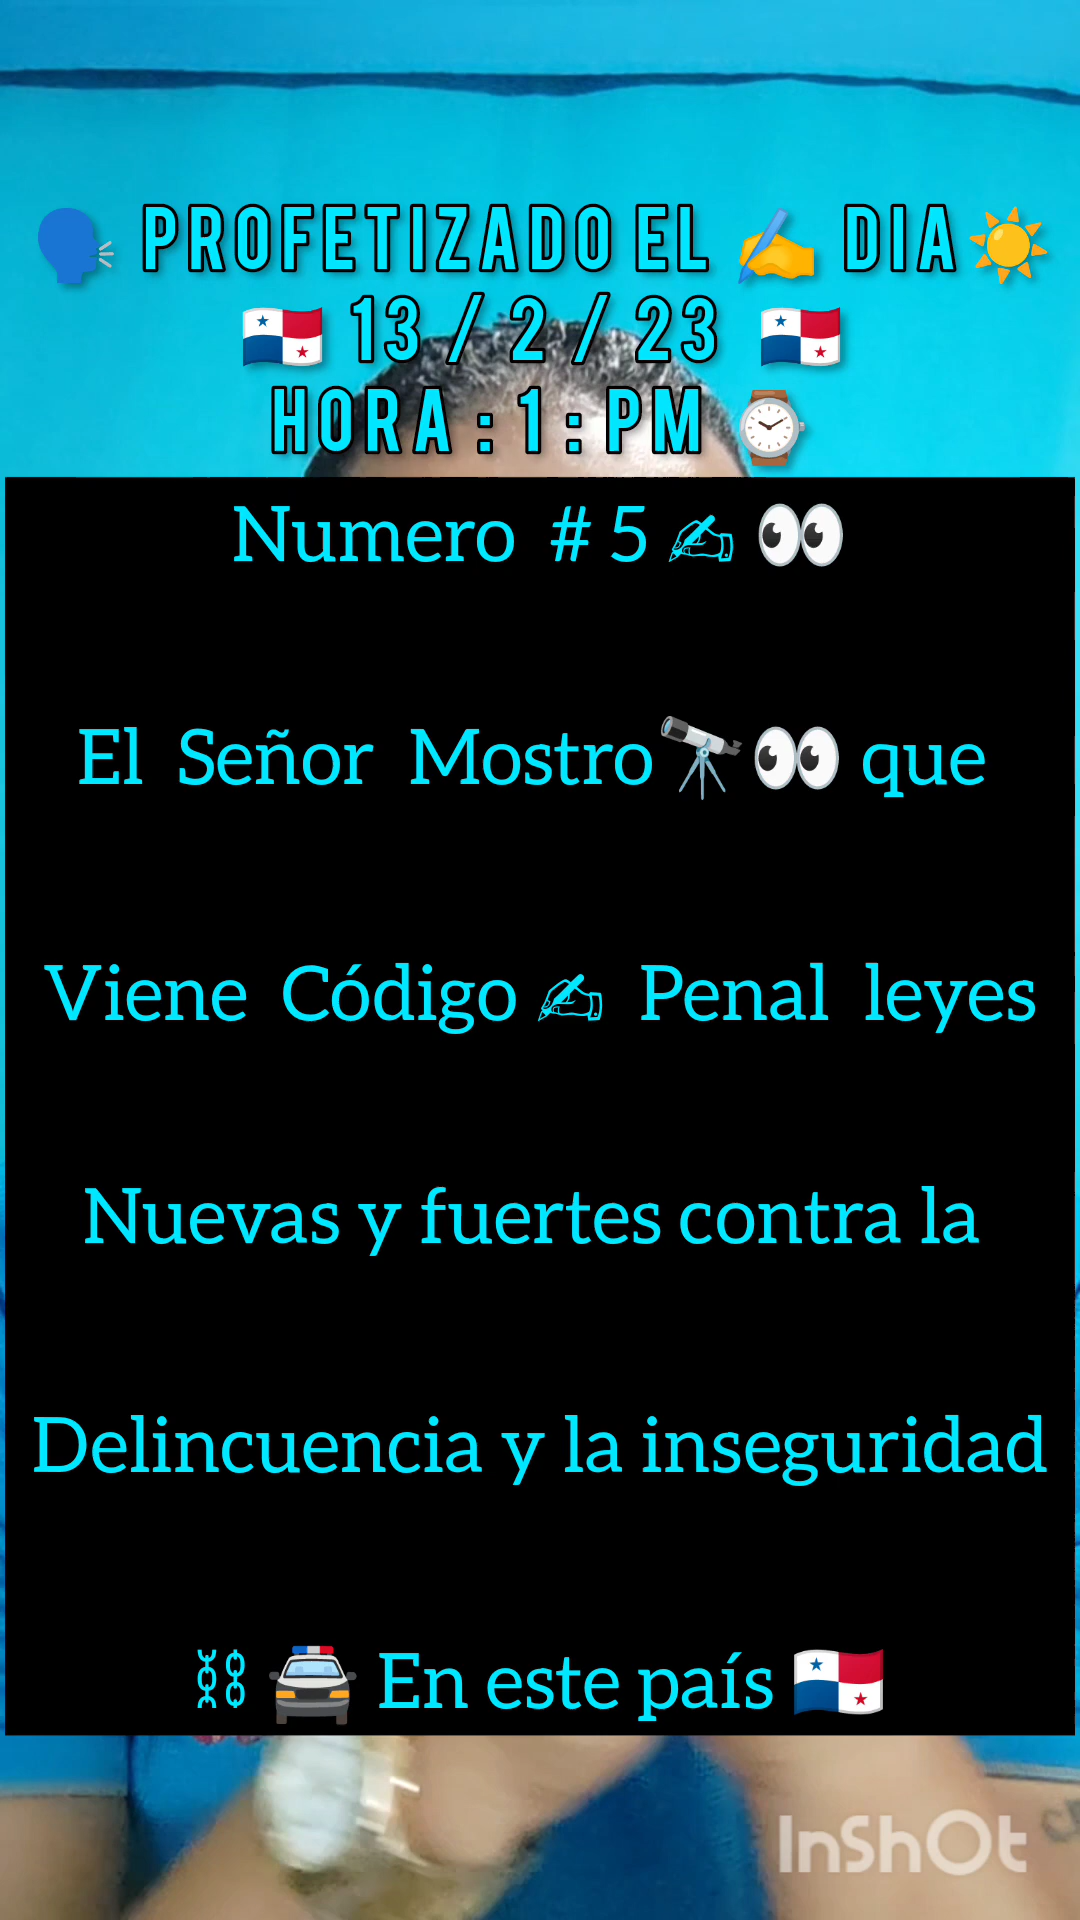 🗣 PROFETIZADO EL ✍ DIA☀
🇵🇦 13 / 2 / 23 🇵🇦
HORA : 1 : PM ⌚
Numero # 5 ✍ 👀
El Señor Mostro🔭👀 que
Viene Código ✍ Penal leyes
Nuevas y fuertes contra la
Delincuencia y la inseguridad
⛓ 🚔 En este país 🇵🇦
InShOt